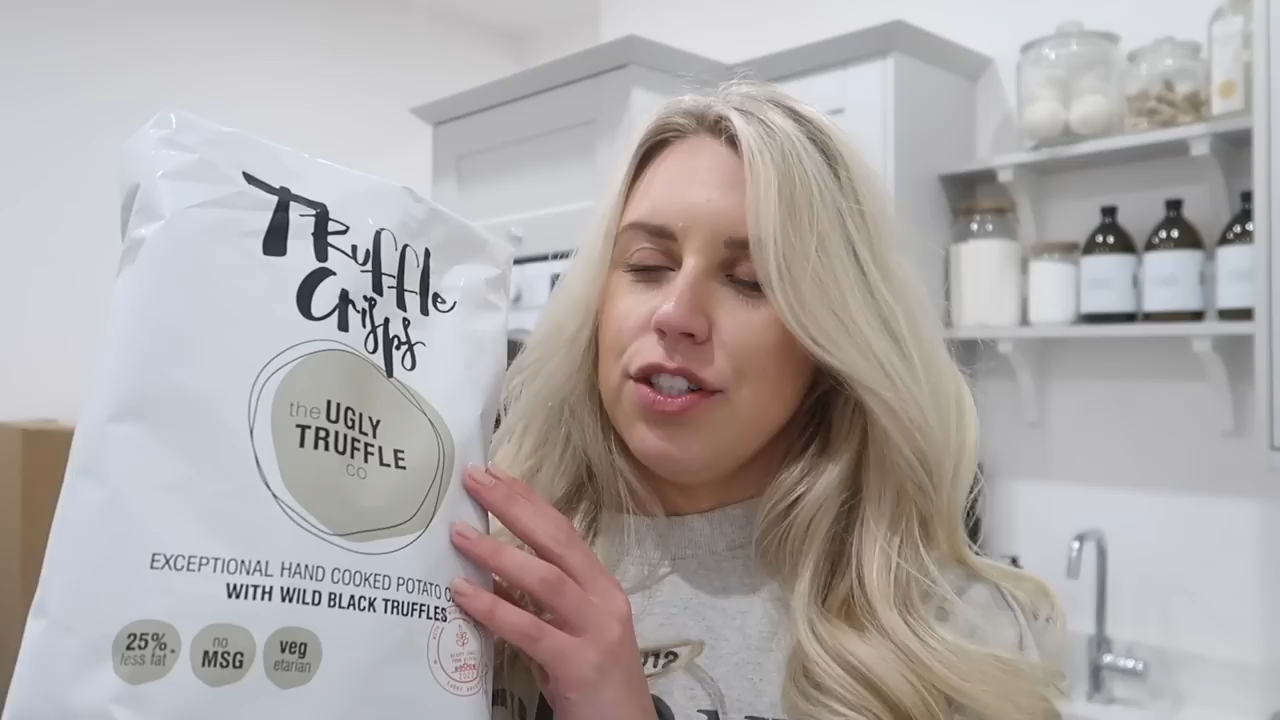 Truffle
Crisps
the UGLY
TRUFFLE
CO
EXCEPTIONAL HAND COOKED POTATO
WITH WILD BLACK TRUFFLES
25%
less fat
no
MSG
veg
etarian